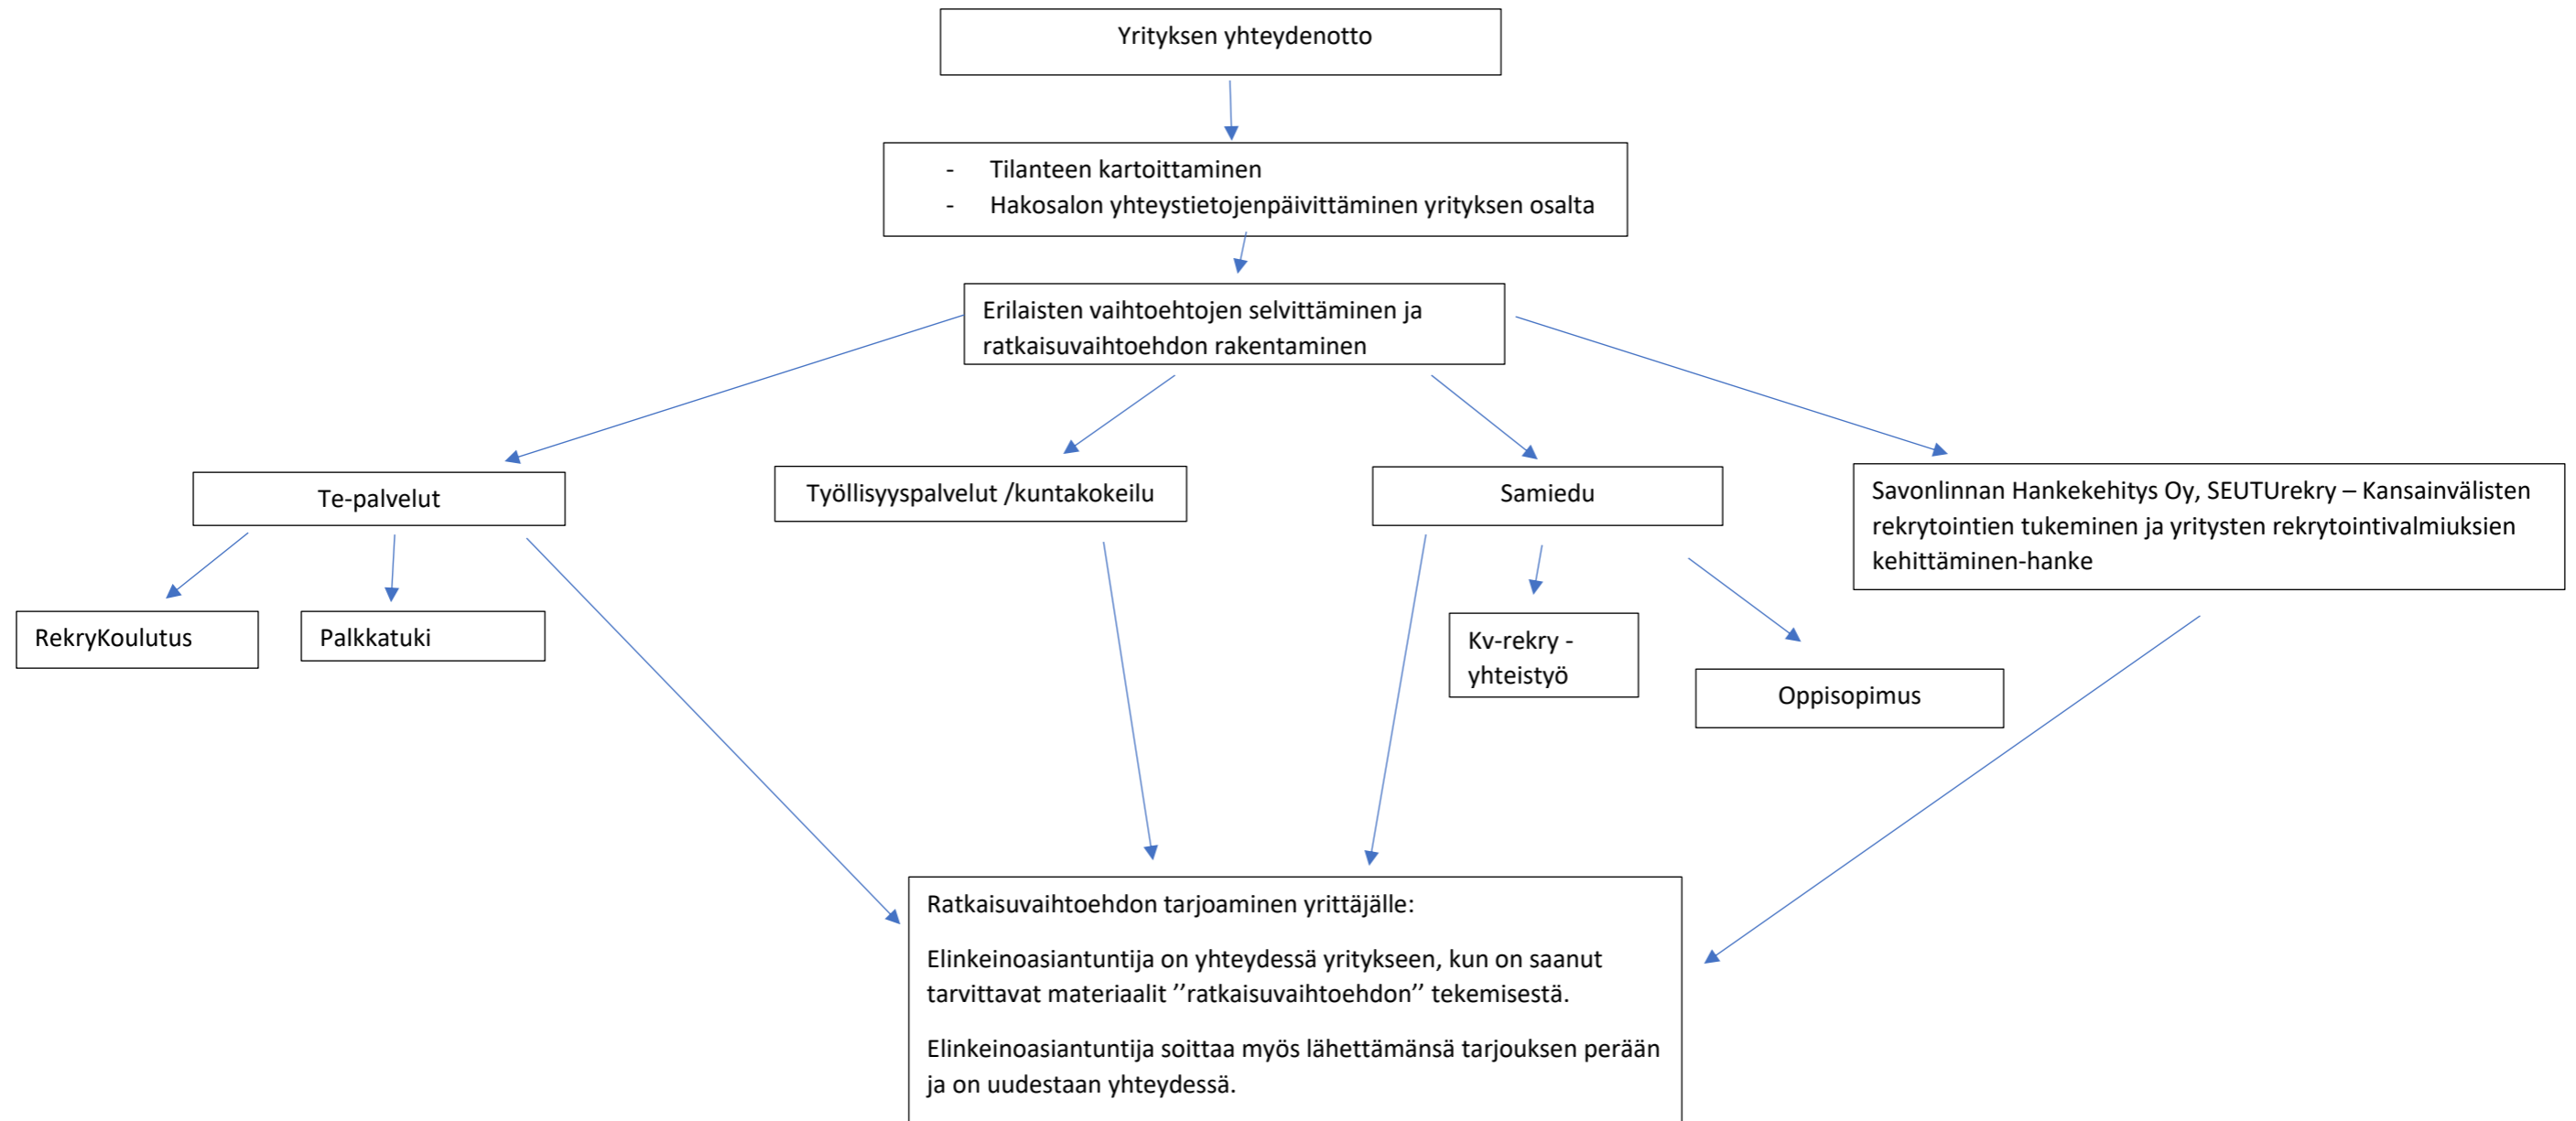 Yrityksen yhteydenotto
- Tilanteen kartoittaminen
- Hakosalon yhteystietojenpäivittäminen yrityksen osalta
Erilaisten vaihtoehtojen selvittäminen ja
ratkaisuvaihtoehdon rakentaminen
Te-palvelut
Työllisyyspalvelut /kuntakokeilu
Samiedu
Savonlinnan Hankekehitys Oy, SEUTUrekry – Kansainvälisten
rekrytointien tukeminen ja yritysten rekrytointivalmiuksien
kehittäminen-hanke
RekryKoulutus
Palkkatuki
Kv-rekry -
yhteistyö
Oppisopimus
Ratkaisuvaihtoehdon tarjoaminen yrittäjälle:
Elinkeinoasiantuntija on yhteydessä yritykseen, kun on saanut
tarvittavat materiaalit ’’ratkaisuvaihtoehdon’’ tekemisestä.
Elinkeinoasiantuntija soittaa myös lähettämänsä tarjouksen perään
ja on uudestaan yhteydessä.